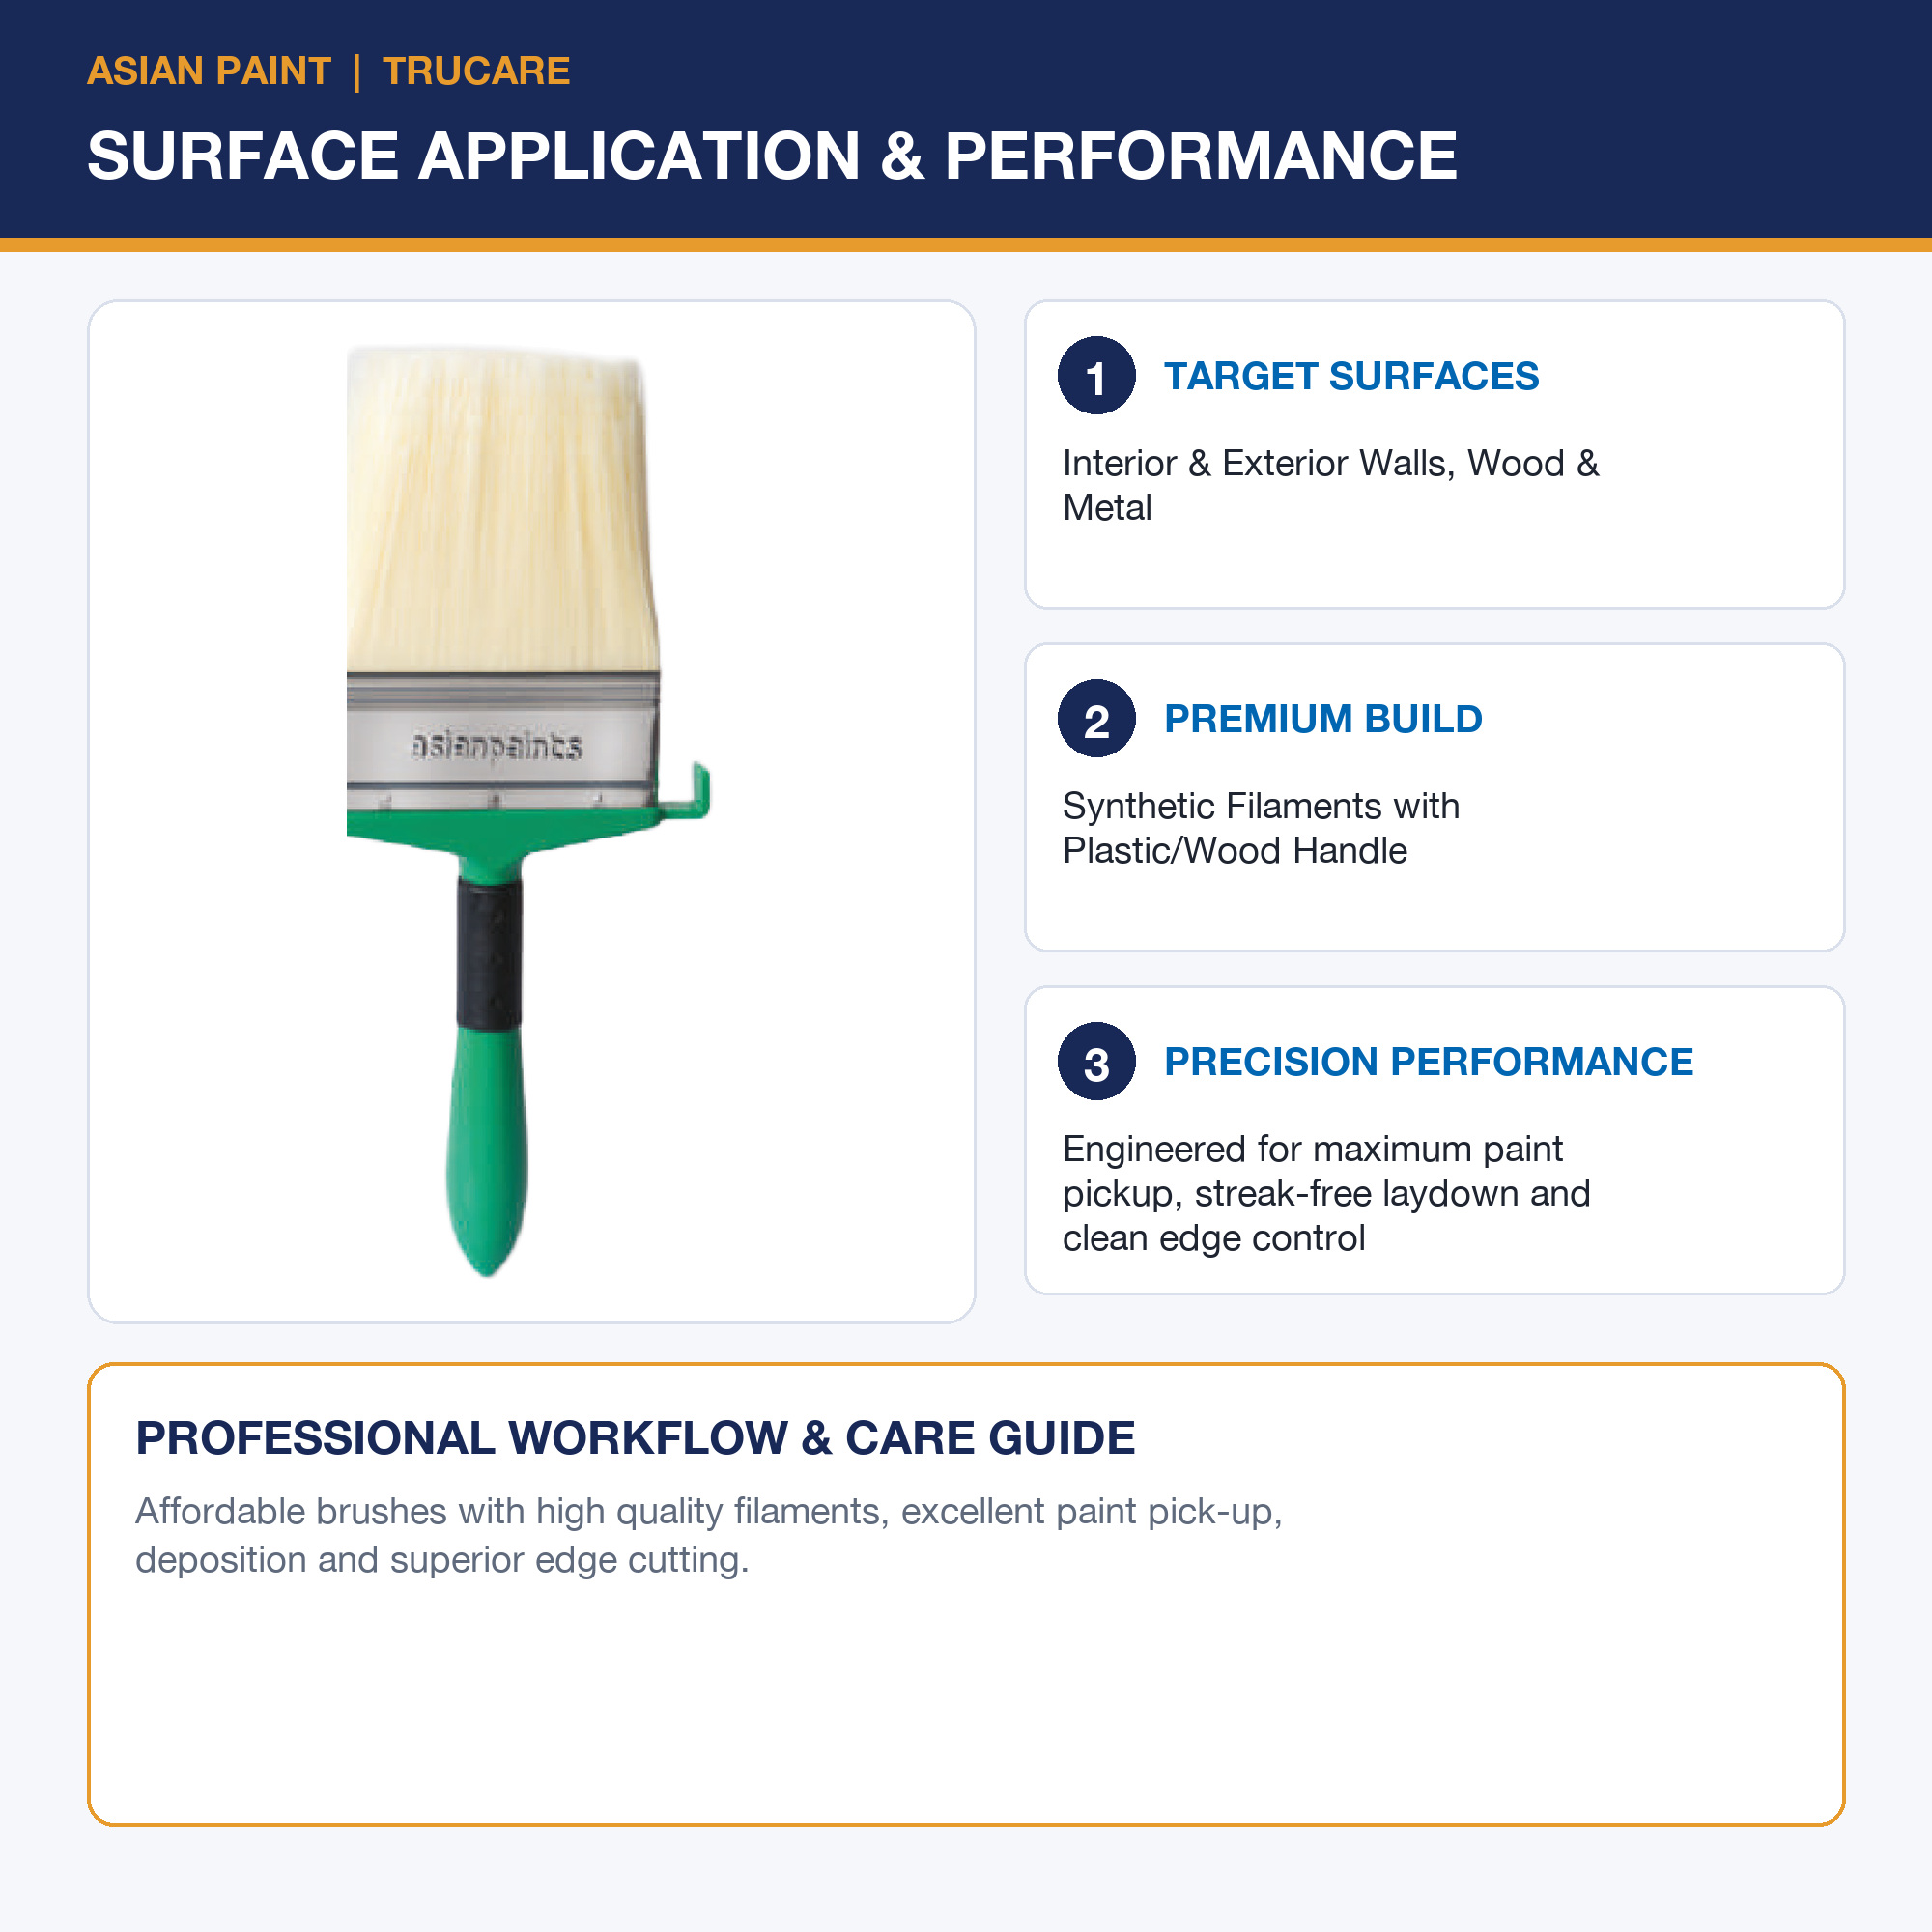 ASIAN PAINT | TRUCARE
SURFACE APPLICATION & PERFORMANCE
asianpaints
1 TARGET SURFACES
Interior & Exterior Walls, Wood &
Metal
2 PREMIUM BUILD
Synthetic Filaments with
Plastic/Wood Handle
3 PRECISION PERFORMANCE
Engineered for maximum paint
pickup, streak-free laydown and
clean edge control
PROFESSIONAL WORKFLOW & CARE GUIDE
Affordable brushes with high quality filaments, excellent paint pick-up,
deposition and superior edge cutting.